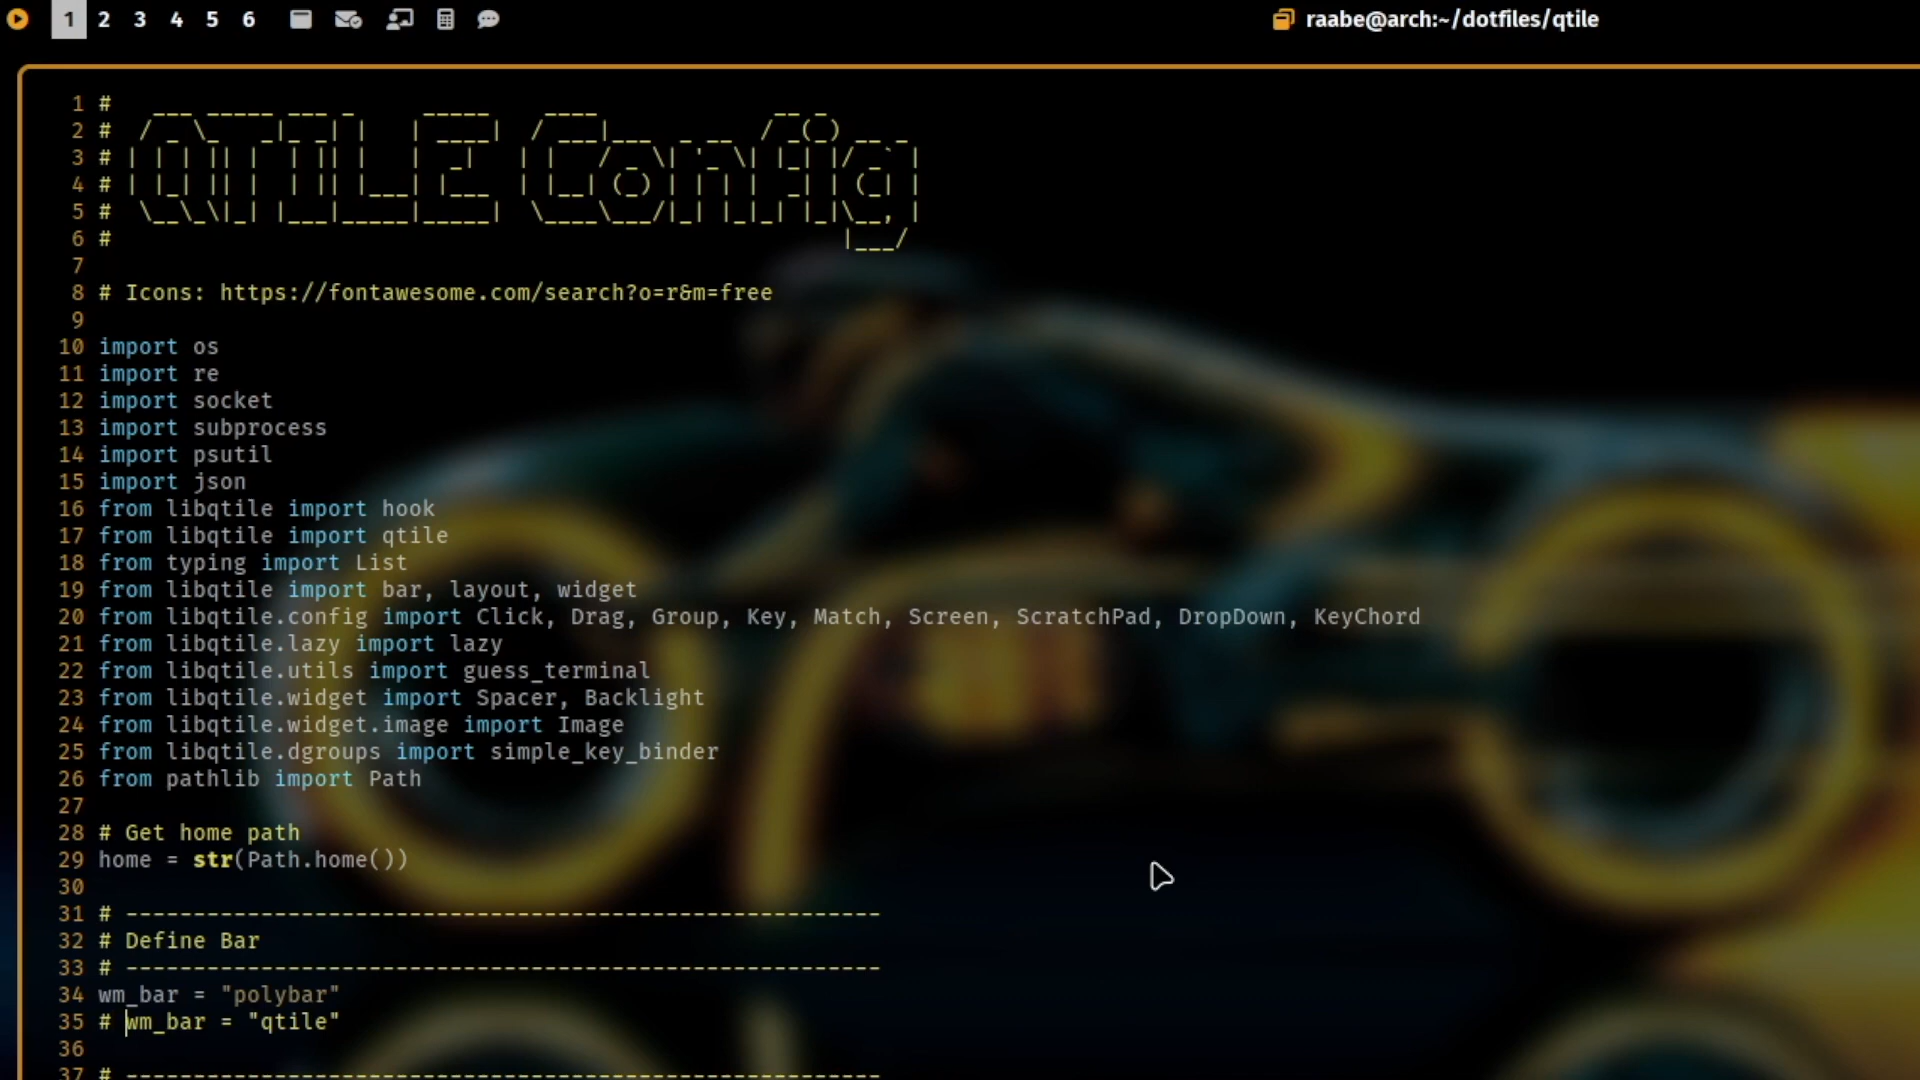 1 2 3 4 5 6 raabe@arch:~/dotfiles/qtile
1 #
2 #
3 #
4 #
5 #
6 #
QTILE Config
7
8 # Icons: https://fontawesome.com/search?o=r&m=free
9
10 import os
11 import re
12 import socket
13 import subprocess
14 import psutil
15 import json
16 from libqtile import hook
17 from libqtile import qtile
18 from typing import List
19 from libqtile import bar, layout, widget
20 from libqtile.config import Click, Drag, Group, Key, Match, Screen, ScratchPad, DropDown, KeyChord
21 from libqtile.lazy import lazy
22 from libqtile.utils import guess_terminal
23 from libqtile.widget import Spacer, Backlight
24 from libqtile.widget.image import Image
25 from libqtile.dgroups import simple_key_binder
26 from pathlib import Path
27
28 # Get home path
29 home = str(Path.home())
30
31 # --------------------------------------------------------
32 # Define Bar
33 # --------------------------------------------------------
34 wm_bar = "polybar"
35 # wm_bar = "qtile"
36
37 # --------------------------------------------------------